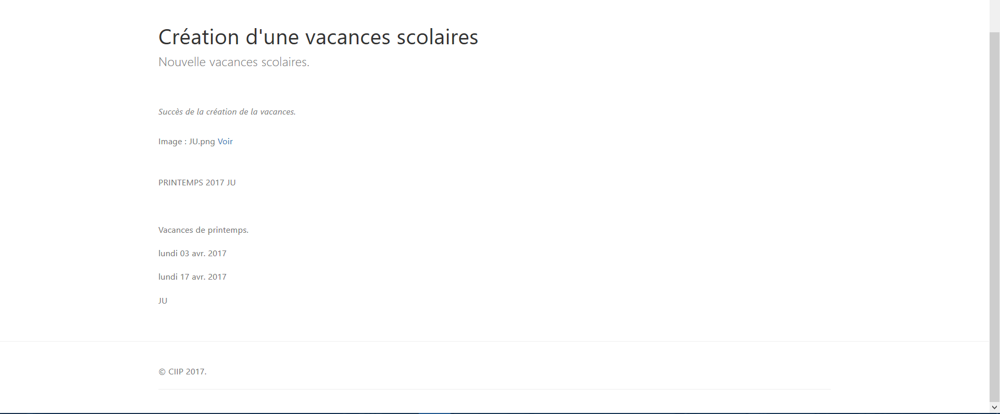 Création d'une vacances scolaires
Nouvelle vacances scolaires.
Succès de la création de la vacances.
Image : JU.png Voir
PRINTEMPS 2017 JU
Vacances de printemps.
lundi 03 avr. 2017
lundi 17 avr. 2017
JU
© CIIP 2017.